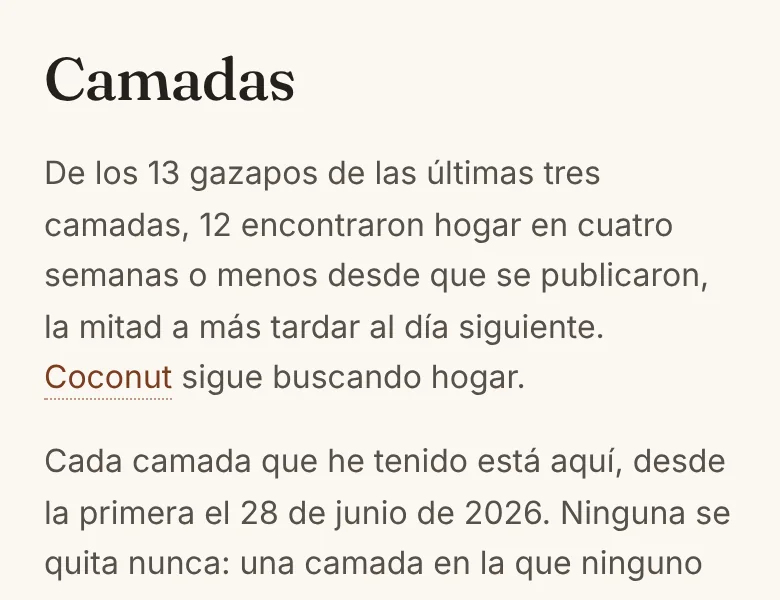 Camadas
De los 13 gazapos de las últimas tres
camadas, 12 encontraron hogar en cuatro
semanas o menos desde que se publicaron,
la mitad a más tardar al día siguiente.
Coconut sigue buscando hogar.
Cada camada que he tenido está aquí, desde
la primera el 28 de junio de 2026. Ninguna se
quita nunca: una camada en la que ninguno